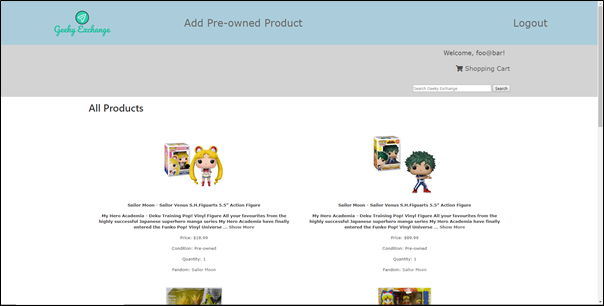 Geeky Exchange
Add Pre-owned Product
Logout
Welcome, foo@bar!
Shopping Cart
Search Geeky Exchange
Search
All Products
Sailor Moon - Sailor Venus S.H.Figuarts 5.5" Action Figure
My Hero Academia - Deku Training Pop! Vinyl Figure All your favourites from the
highly successful Japanese superhero manga series My Hero Academia have finally
entered the Funko Pop! Vinyl Universe ... Show More
Price: $19.99
Condition: Pre-owned
Quantity: 1
Fandom: Sailor Moon
Sailor Moon - Sailor Venus S.H.Figuarts 5.5" Action Figure
My Hero Academia - Deku Training Pop! Vinyl Figure All your favourites from the
highly successful Japanese superhero manga series My Hero Academia have finally
entered the Funko Pop! Vinyl Universe ... Show More
Price: $99.99
Condition: Pre-owned
Quantity: 1
Fandom: Sailor Moon